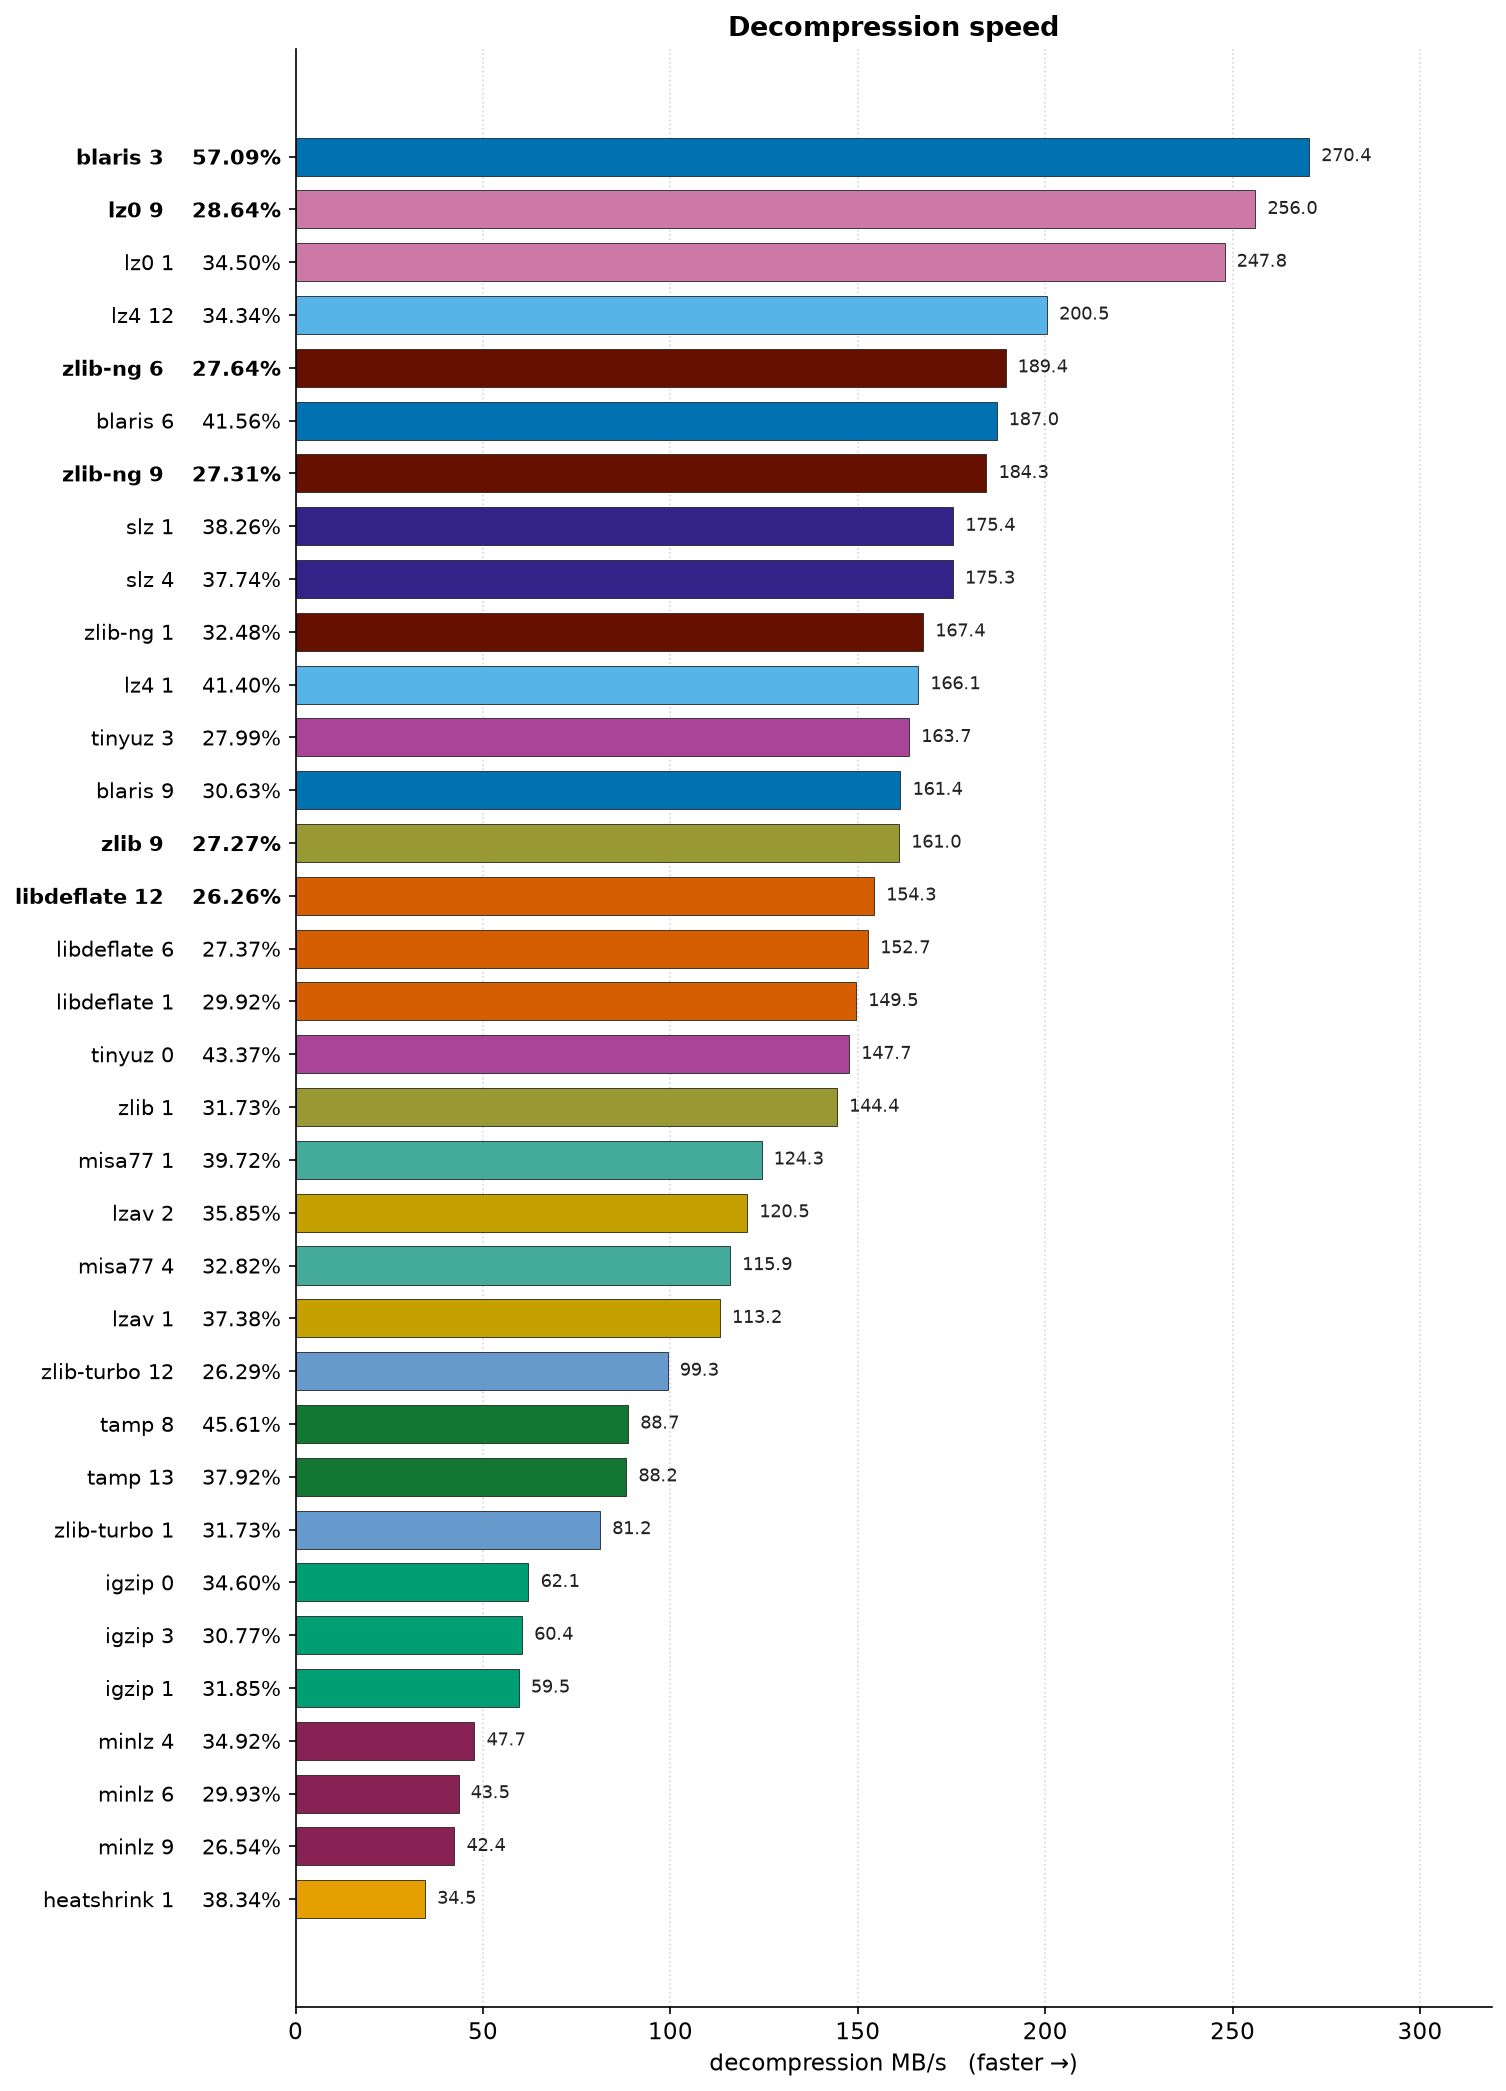 Decompression speed
blaris 3 57.09% 270.4
lz0 9 28.64% 256.0
lz0 1 34.50% 247.8
lz4 12 34.34% 200.5
zlib-ng 6 27.64% 189.4
blaris 6 41.56% 187.0
zlib-ng 9 27.31% 184.3
slz 1 38.26% 175.4
slz 4 37.74% 175.3
zlib-ng 1 32.48% 167.4
lz4 1 41.40% 166.1
tinyuz 3 27.99% 163.7
blaris 9 30.63% 161.4
zlib 9 27.27% 161.0
libdeflate 12 26.26% 154.3
libdeflate 6 27.37% 152.7
libdeflate 1 29.92% 149.5
tinyuz 0 43.37% 147.7
zlib 1 31.73% 144.4
misa77 1 39.72% 124.3
lzav 2 35.85% 120.5
misa77 4 32.82% 115.9
lzav 1 37.38% 113.2
zlib-turbo 12 26.29% 99.3
tamp 8 45.61% 88.7
tamp 13 37.92% 88.2
zlib-turbo 1 31.73% 81.2
igzip 0 34.60% 62.1
igzip 3 30.77% 60.4
igzip 1 31.85% 59.5
minlz 4 34.92% 47.7
minlz 6 29.93% 43.5
minlz 9 26.54% 42.4
heatshrink 1 38.34% 34.5
0 50 100 150 200 250 300
decompression MB/s (faster →)